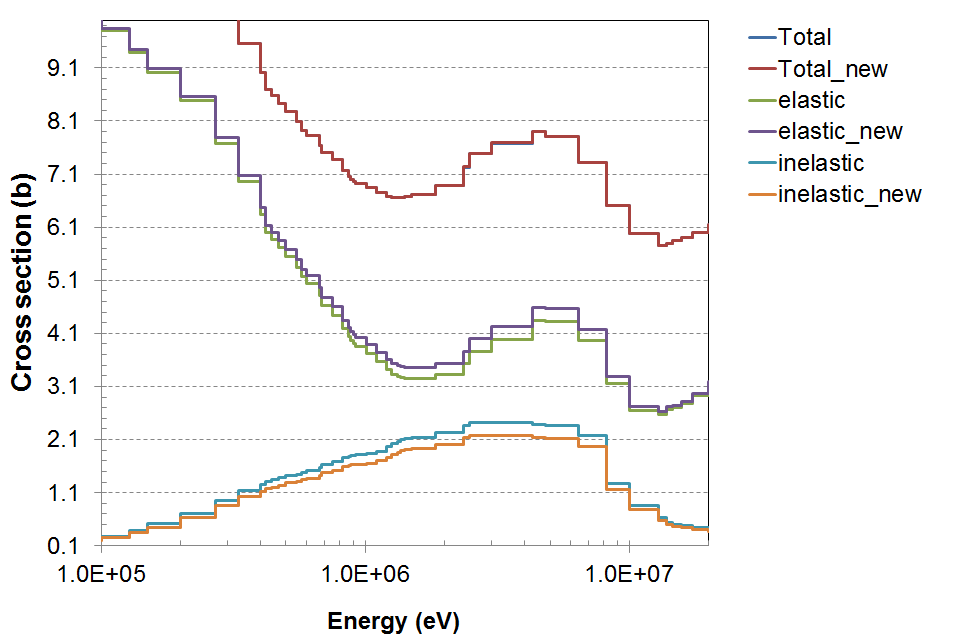 Cross section (b)
9.1
8.1
7.1
6.1
5.1
4.1
3.1
2.1
1.1
0.1
1.0E+05 1.0E+06 1.0E+07
Energy (eV)
Total
Total_new
elastic
elastic_new
inelastic
inelastic_new